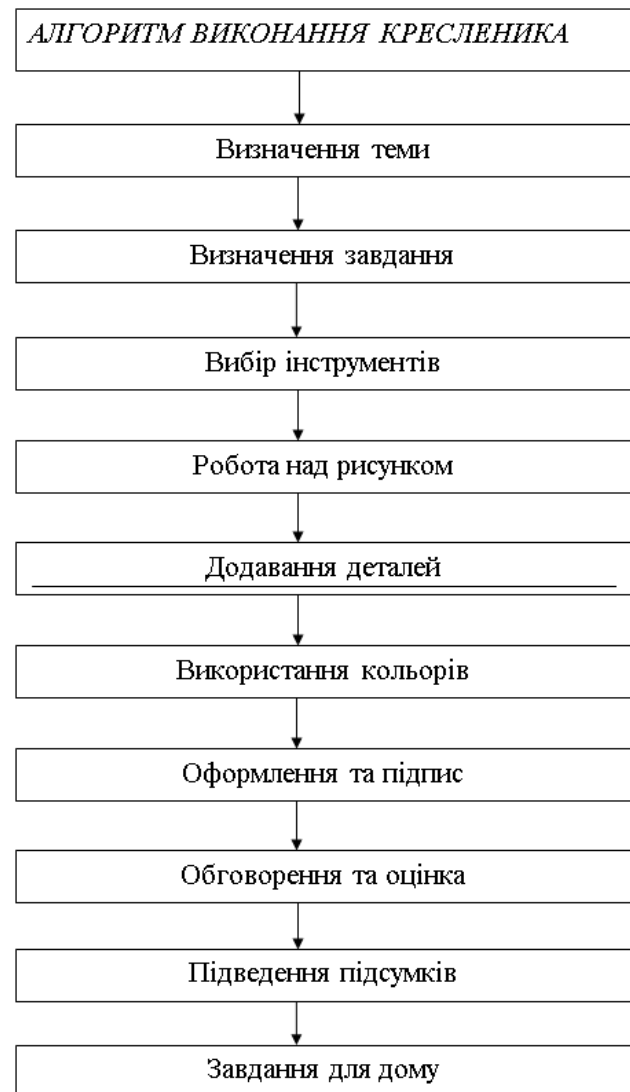 АЛГОРИТМ ВИКОНАННЯ КРЕСЛЕНИКА
Визначення теми
Визначення завдання
Вибір інструментів
Робота над рисунком
Додавання деталей
Використання кольорів
Оформлення та підпис
Обговорення та оцінка
Підведення підсумків
Завдання для дому